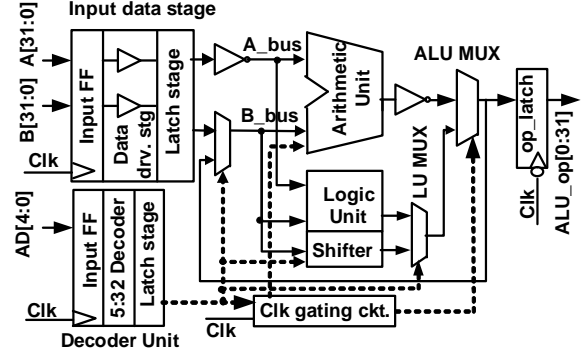 Input data stage
A[31:0]
B[31:0]
Clk
Input FF
Data
drv. stg
Latch stage
A_bus
B_bus
Arithmetic
Unit
ALU MUX
op_latch
Clk
ALU_op[0:31]
Logic
Unit
Shifter
LU MUX
AD[4:0]
Clk
Input FF
5:32 Decoder
Latch stage
Decoder Unit
Clk
Clk gating ckt.